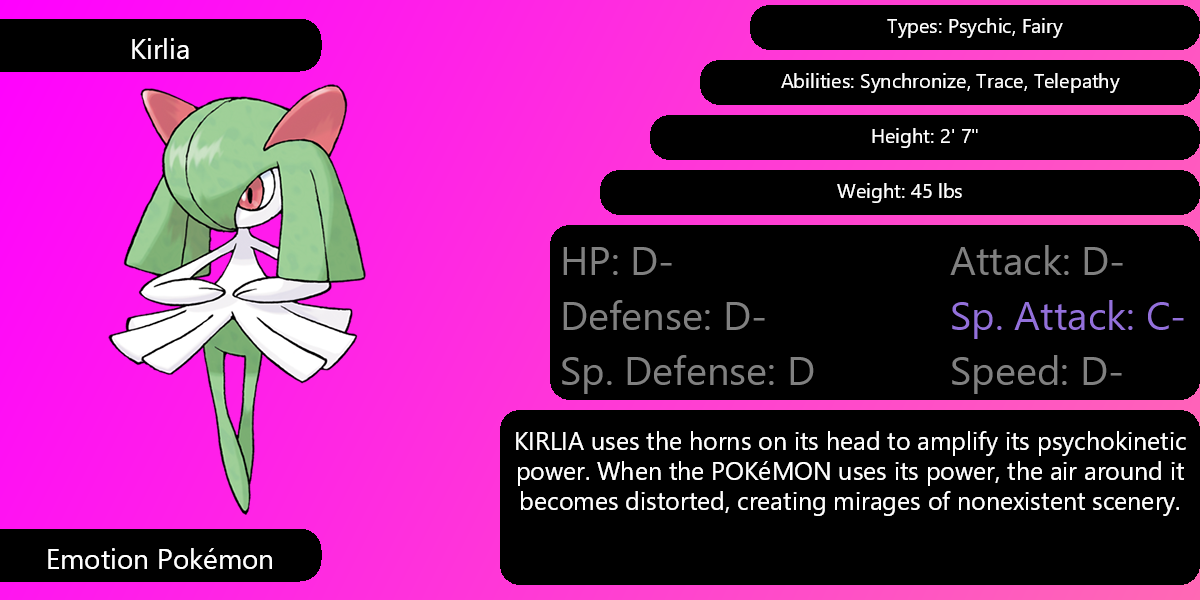 Kirlia
Types: Psychic, Fairy
Abilities: Synchronize, Trace, Telepathy
Height: 2' 7"
Weight: 45 lbs
HP: D-
Attack: D-
Defense: D-
Sp. Attack: C-
Sp. Defense: D
Speed: D-
KIRLIA uses the horns on its head to amplify its psychokinetic
power. When the POKéMON uses its power, the air around it
becomes distorted, creating mirages of nonexistent scenery.
Emotion Pokémon